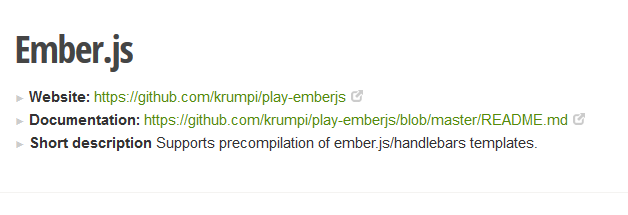 Ember.js
Website: https://github.com/krumpi/play-emberjs
Documentation: https://github.com/krumpi/play-emberjs/blob/master/README.md
Short description Supports precompilation of ember.js/handlebars templates.